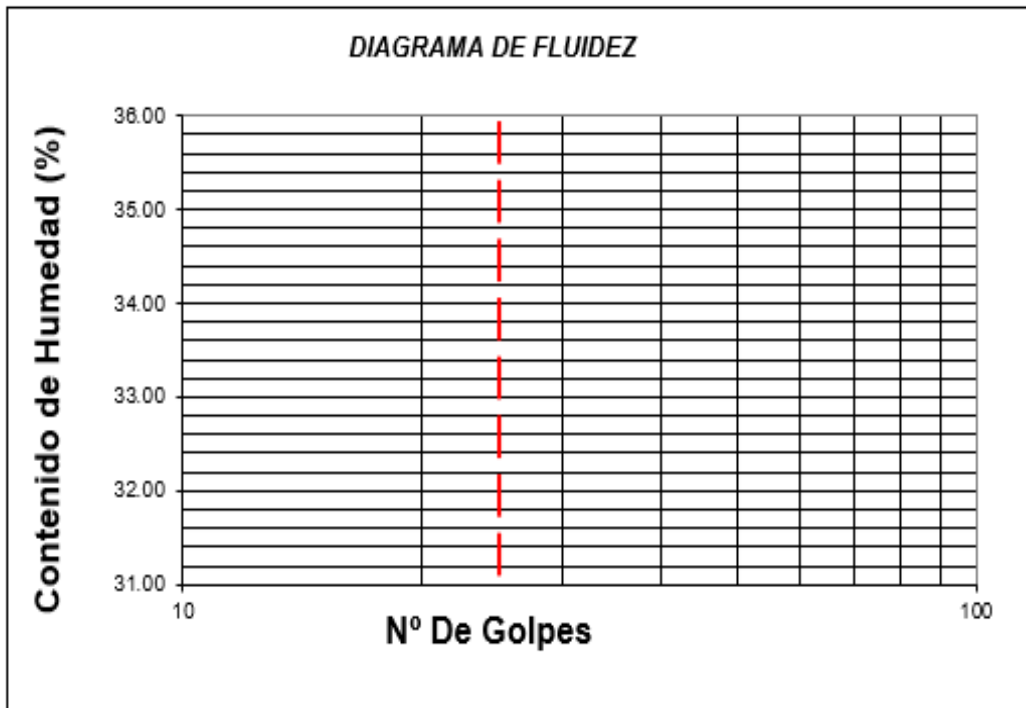 DIAGRAMA DE FLUIDEZ
Contenido de Humedad (%)
36.00
35.00
34.00
33.00
32.00
31.00
10
100
Nº De Golpes